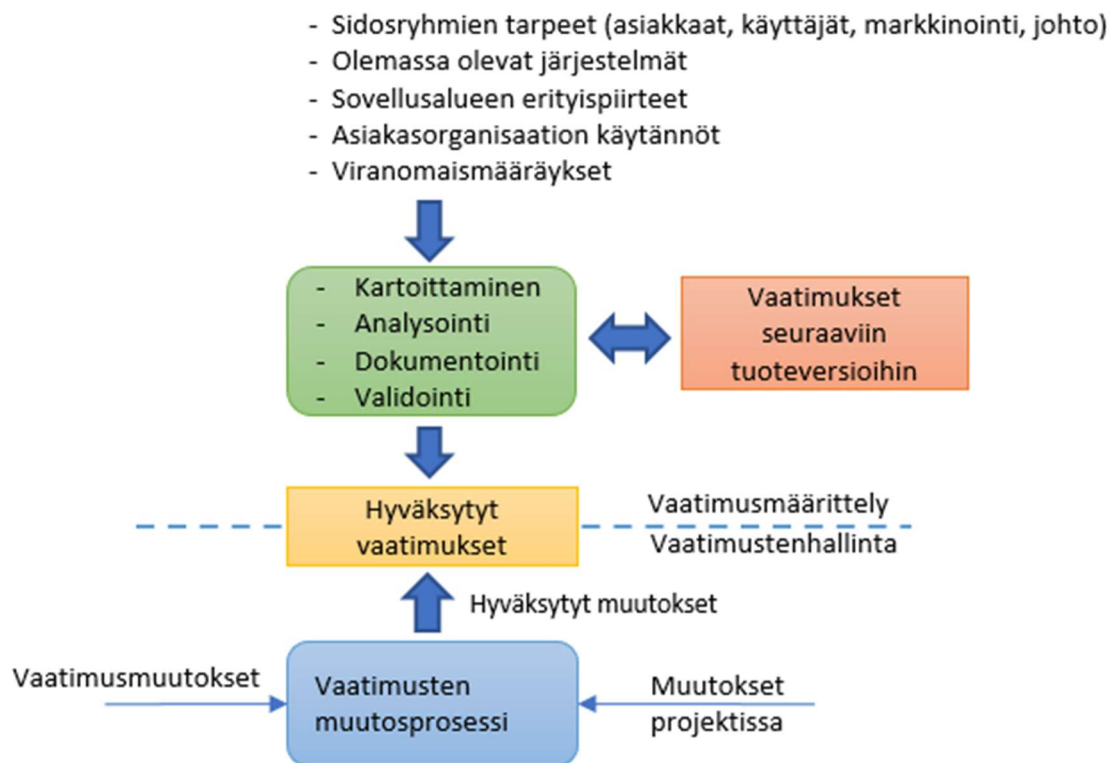 - Sidosryhmien tarpeet (asiakkaat, käyttäjät, markkinointi, johto)
- Olemassa olevat järjestelmät
- Sovellusalueen erityispiirteet
- Asiakasorganisaation käytännöt
- Viranomaismääräykset
- Kartoittaminen
- Analysointi
- Dokumentointi
- Validointi
Vaatimukset
seuraaviin
tuoteversioihin
Hyväksytyt
vaatimukset
Vaatimusmäärittely
Vaatimustenhallinta
Hyväksytyt muutokset
Vaatimusmuutokset
Vaatimusten
muutosprosessi
Muutokset
projektissa